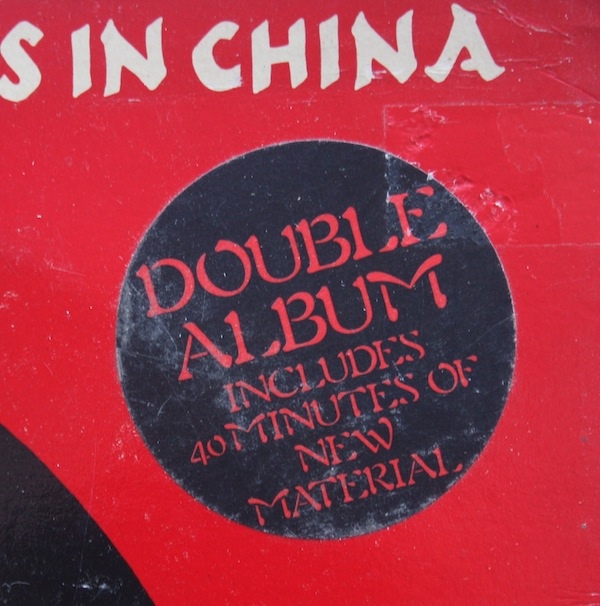 S IN CHINA
DOUBLE
ALBUM
INCLUDES
40 MINUTES OF
NEW
MATERIAL